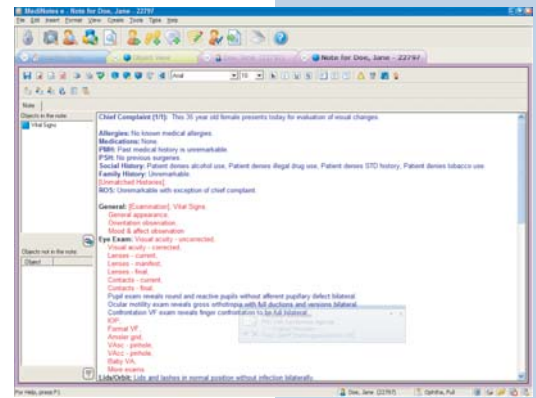 MediNotes e - Note for Doe, Jane - 22797
File Edit Insert Format View Create Tools Type Help
Note for Doe, Jane - 22797
Arial 10
Note
Objects in the note
Vital Signs
Objects not in the note
Object
Chief Complaint (1/1): This 35 year old female presents today for evaluation of visual changes.
Allergies: No known medical allergies.
Medications: None.
PMH: Past medical history is unremarkable.
PSH: No previous surgeries.
Social History: Patient denies alcohol use, Patient denies illegal drug use, Patient denies STD history, Patient denies tobacco use.
Family History: Unremarkable.
[Unmatched Histories]
ROS: Unremarkable with exception of chief complaint.
General: [Examination], Vital Signs
General appearance,
Orientation observation,
Mood & affect observation
Eye Exam: Visual acuity - uncorrected,
Visual acuity - corrected,
Lenses - current,
Lenses - manifest,
Lenses - final,
Contacts - current,
Contacts - final,
Pupil exam reveals round and reactive pupils without afferent pupillary defect bilateral.
Ocular motility exam reveals gross orthotropia with full ductions and versions bilateral.
Confrontation VF exam reveals finger confrontation to be full bilateral.
IOP,
Format VF,
Amsler grid,
VAsc - pinhole,
VAcc - pinhole,
Baby VA,
More exams
Lids/Orbit: Lids and lashes in normal position without infection bilaterally.
For Help, press F1
Doe, Jane (22797)
Ophtha, Full